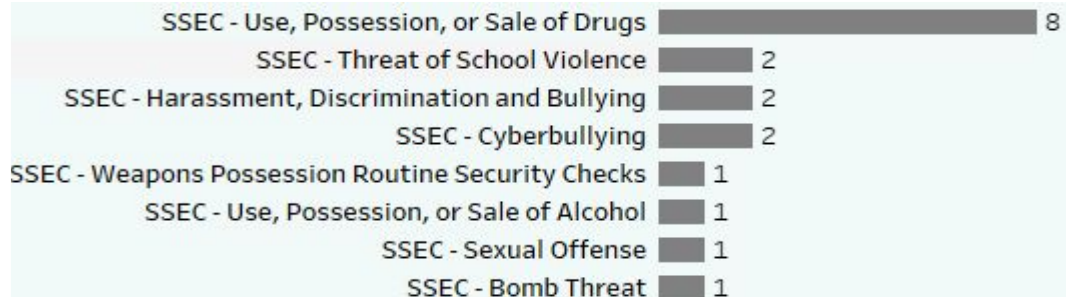 SSEC - Use, Possession, or Sale of Drugs 8
SSEC - Threat of School Violence 2
SSEC - Harassment, Discrimination and Bullying 2
SSEC - Cyberbullying 2
SSEC - Weapons Possession Routine Security Checks 1
SSEC - Use, Possession, or Sale of Alcohol 1
SSEC - Sexual Offense 1
SSEC - Bomb Threat 1